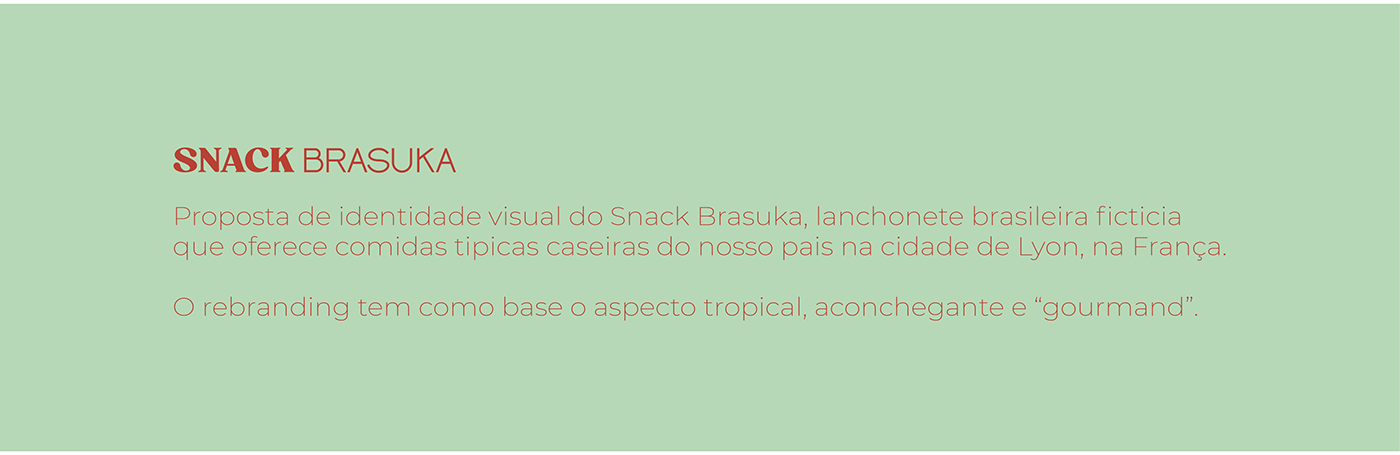 SNACK BRASUKA
Proposta de identidade visual do Snack Brasuka, lanchonete brasileira ficticia
que oferece comidas tipicas caseiras do nosso pais na cidade de Lyon, na França.
O rebranding tem como base o aspecto tropical, aconchegante e “gourmand”.